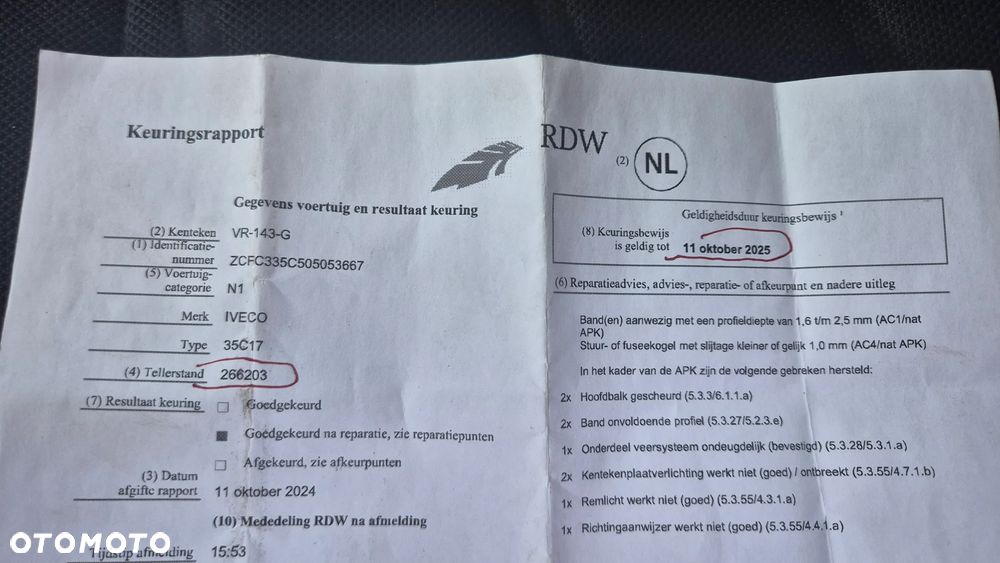 Keuringsrapport
RDW (2) NL
Gegevens voertuig en resultaat keuring
(2) Kenteken VR-143-G
(1) Identificatie-
nummer ZCFC335C505053667
(5) Voertuig-
categorie N1
Merk IVECO
Type 35C17
(4) Tellerstand 266203
(7) Resultaat keuring Goedgekeurd
Goedgekeurd na reparatie, zie reparatiepunten
Afgekeurd, zie afkeurpunten
(3) Datum
afgifte rapport 11 oktober 2024
(10) Mededeling RDW na afmelding
Tijdstip afmelding 15:53
Geldigheidsduur keuringsbewijs ¹
(8) Keuringsbewijs
is geldig tot 11 oktober 2025
(6) Reparatieadvies, advies-, reparatie- of afkeurpunt en nadere uitleg
Band(en) aanwezig met een profieldiepte van 1,6 t/m 2,5 mm (AC1/nat
APK)
Stuur- of fuseekogel met slijtage kleiner of gelijk 1,0 mm (AC4/nat APK)
In het kader van de APK zijn de volgende gebreken hersteld:
2x Hoofdbalk gescheurd (5.3.3/6.1.1.a)
2x Band onvoldoende profiel (5.3.27/5.2.3.e)
1x Onderdeel veersysteem ondeugdelijk (bevestigd) (5.3.28/5.3.1.a)
2x Kentekenplaatverlichting werkt niet (goed) / ontbreekt (5.3.55/4.7.1.b)
1x Remlicht werkt niet (goed) (5.3.55/4.3.1.a)
1x Richtingaanwijzer werkt niet (goed) (5.3.55/4.4.1.a)
OTOMOTO